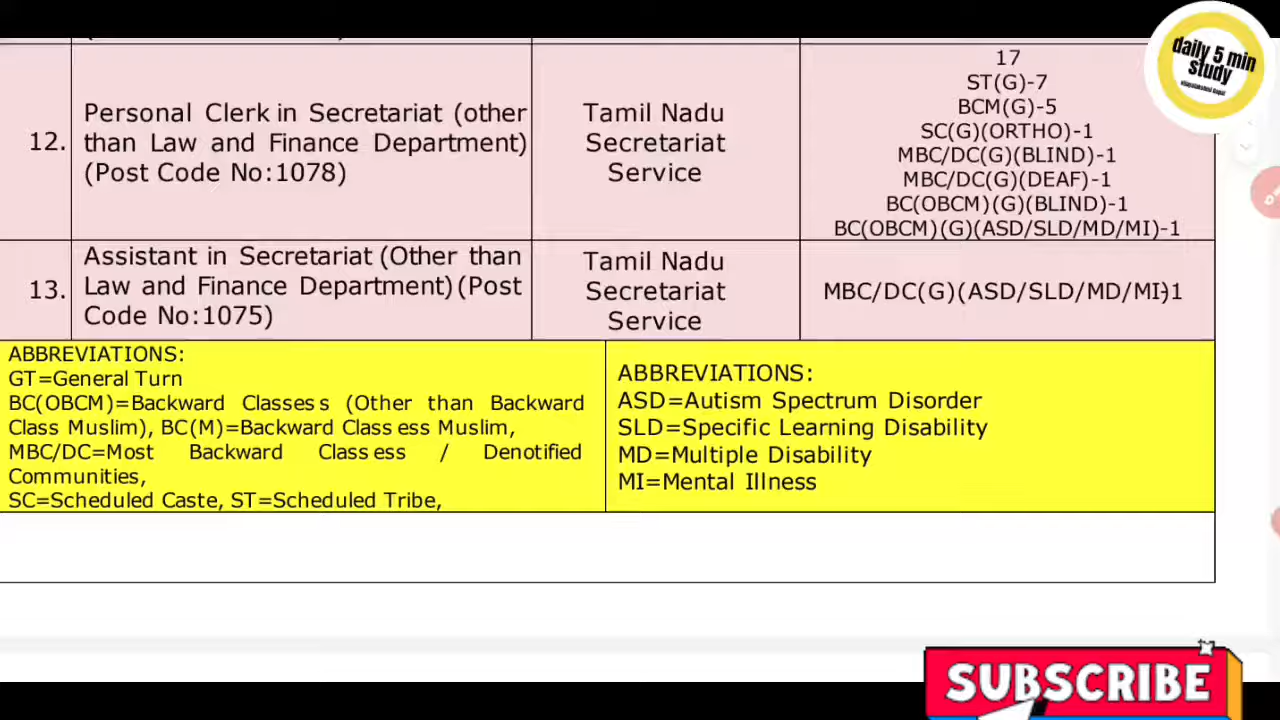 daily 5 min
study
17
ST(G)-7
BCM(G)-5
SC(G)(ORTHO)-1
MBC/DC(G)(BLIND)-1
MBC/DC(G)(DEAF)-1
BC(OBCM)(G)(BLIND)-1
BC(OBCM)(G)(ASD/SLD/MD/MI)-1
12.
Personal Clerk in Secretariat (other
than Law and Finance Department)
(Post Code No:1078)
Tamil Nadu
Secretariat
Service
13.
Assistant in Secretariat (Other than
Law and Finance Department)(Post
Code No:1075)
Tamil Nadu
Secretariat
Service
MBC/DC(G)(ASD/SLD/MD/MI)-1
ABBREVIATIONS:
GT=General Turn
BC(OBCM)=Backward Classes s (Other than Backward
Class Muslim), BC(M)=Backward Class ess Muslim,
MBC/DC=Most Backward Class ess / Denotified
Communities,
SC=Scheduled Caste, ST=Scheduled Tribe,
ABBREVIATIONS:
ASD=Autism Spectrum Disorder
SLD=Specific Learning Disability
MD=Multiple Disability
MI=Mental Illness
SUBSCRIBE